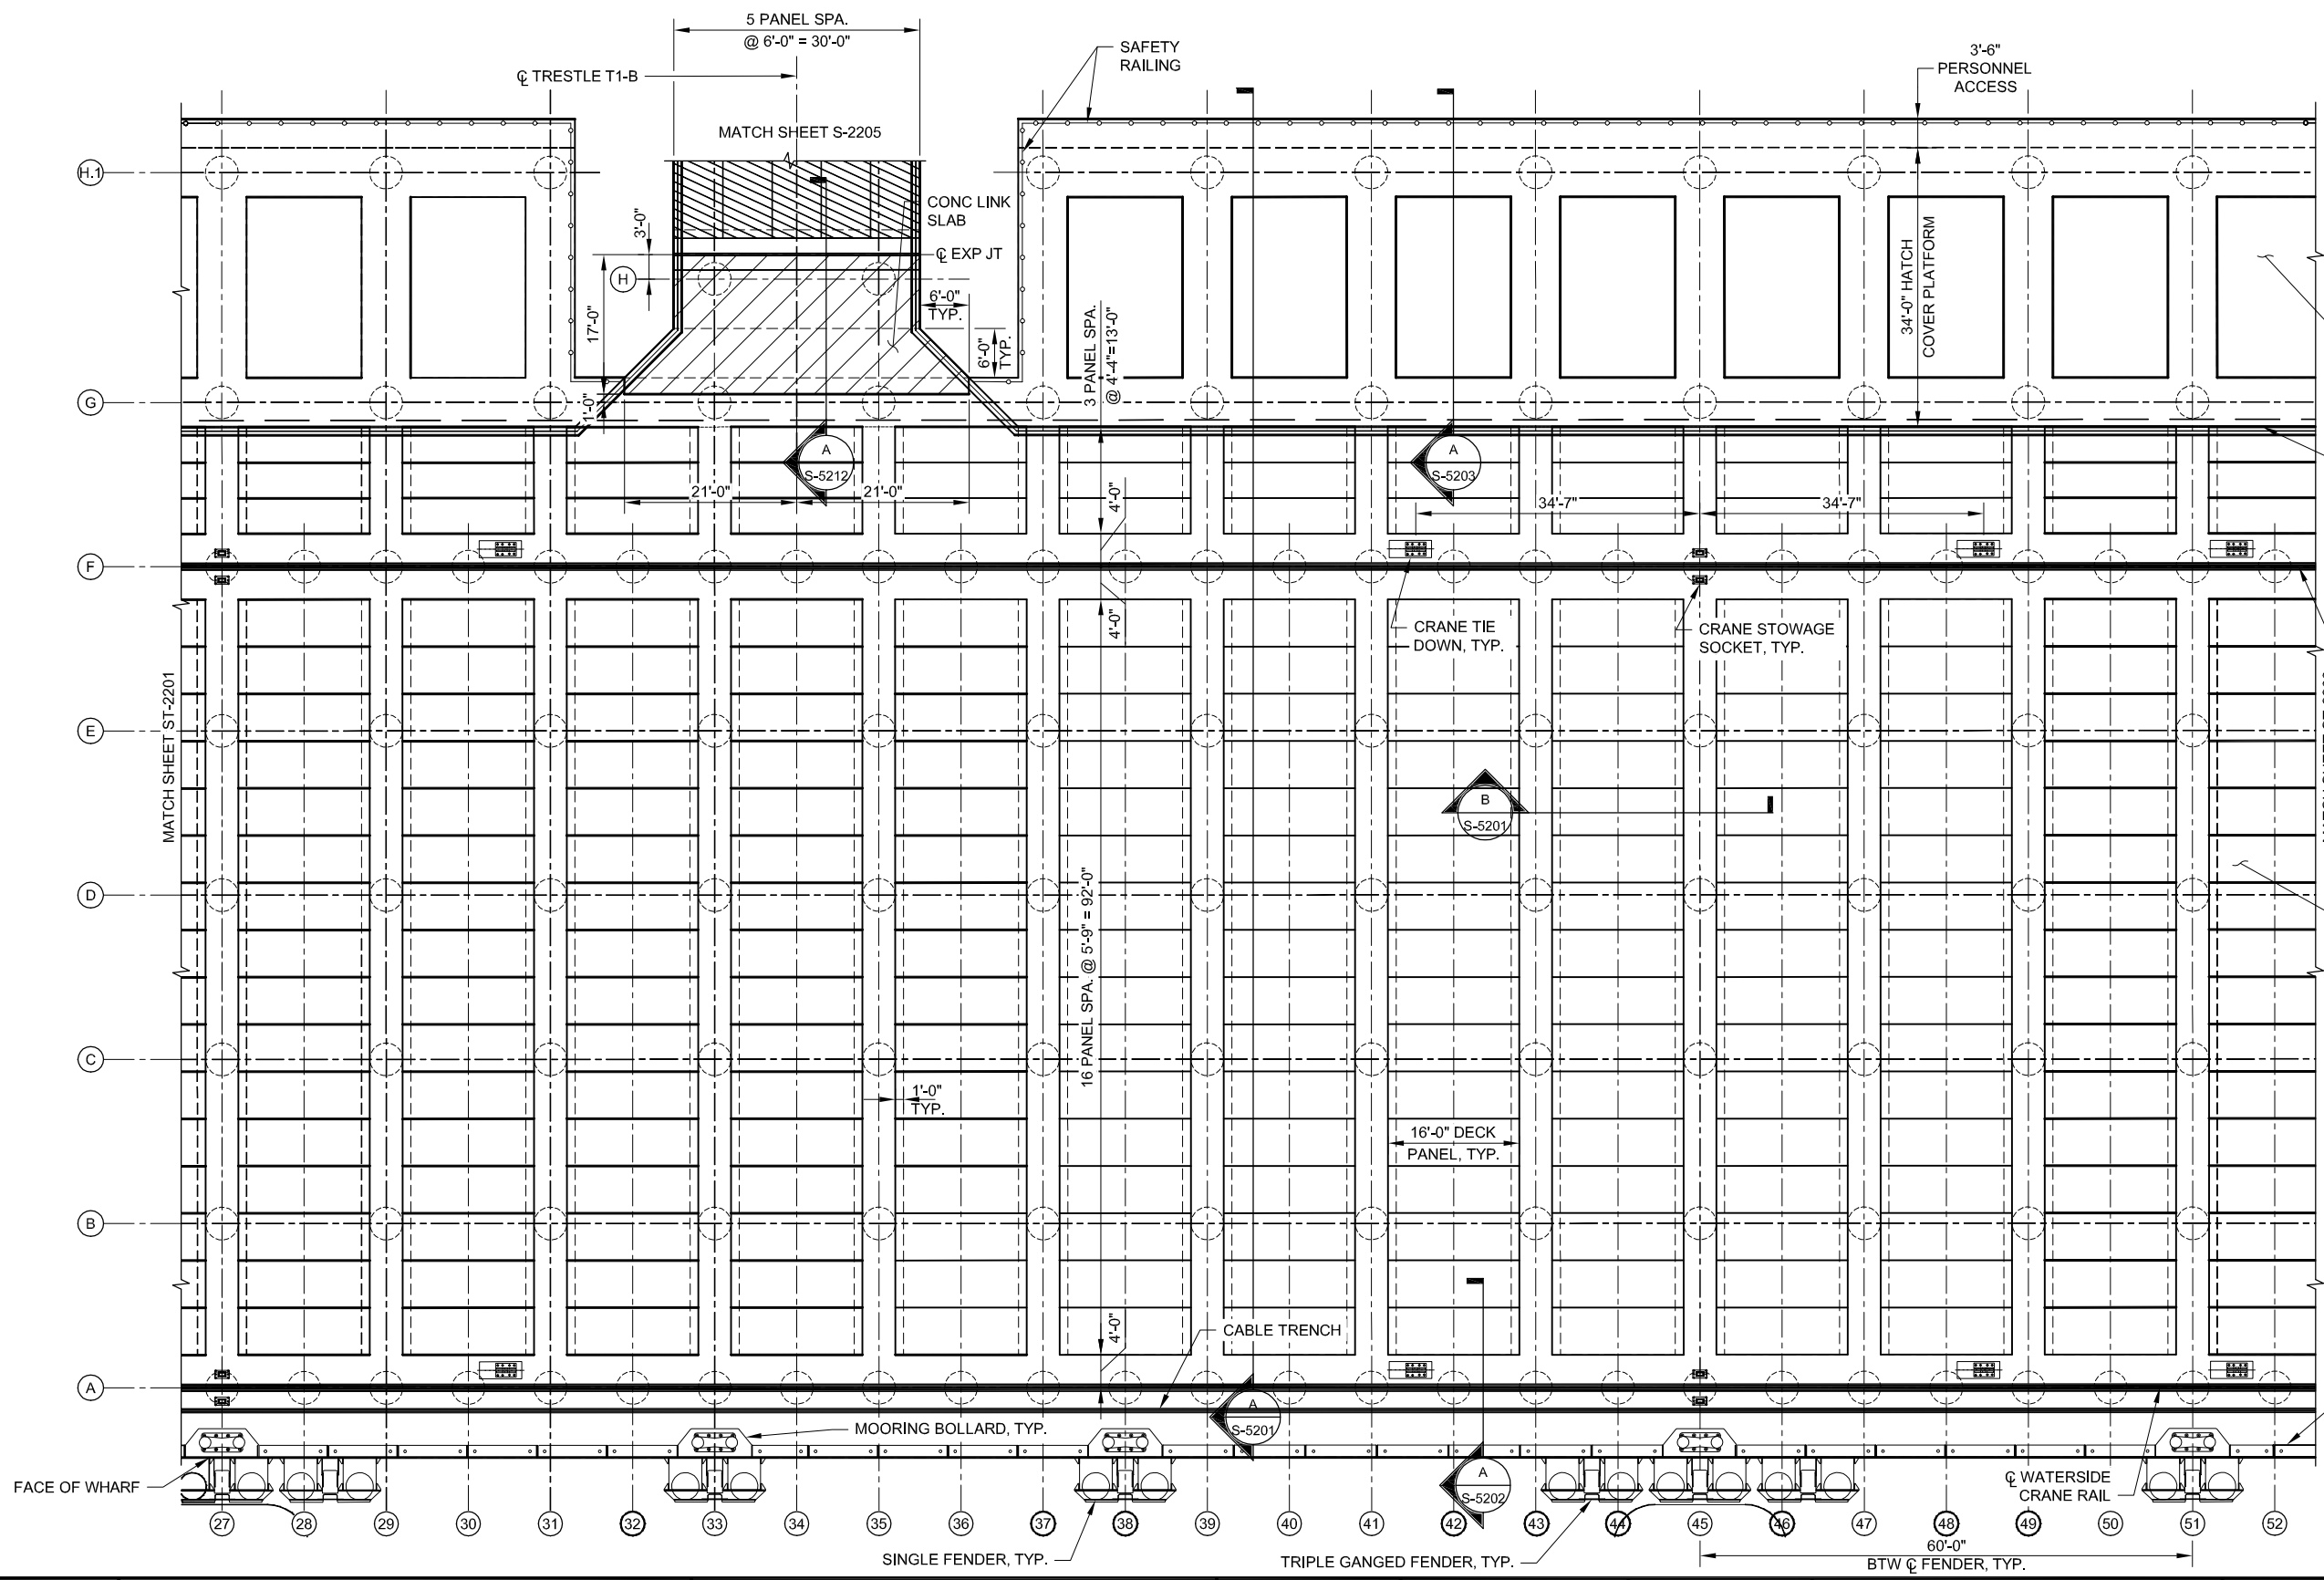 5 PANEL SPA.
@ 6'-0" = 30'-0"
℄ TRESTLE T1-B
SAFETY
RAILING
3'-6"
PERSONNEL
ACCESS
MATCH SHEET S-2205
H.1
CONC LINK
SLAB
3'-0"
℄ EXP JT
H
6'-0"
TYP.
17'-0"
6'-0"
TYP.
3 PANEL SPA.
@ 4'-4"=13'-0"
34'-0" HATCH
COVER PLATFORM
G
A
S-5212
A
S-5203
21'-0"
21'-0"
4'-0"
34'-7"
34'-7"
F
4'-0"
CRANE TIE
DOWN, TYP.
CRANE STOWAGE
SOCKET, TYP.
MATCH SHEET ST-2201
E
B
S-5201
D
16 PANEL SPA. @ 5'-9" = 92'-0"
C
1'-0"
TYP.
16'-0" DECK
PANEL, TYP.
B
4'-0"
CABLE TRENCH
A
A
S-5201
MOORING BOLLARD, TYP.
FACE OF WHARF
A
S-5202
℄ WATERSIDE
CRANE RAIL
27 28 29 30 31 32 33 34 35 36 37 38 39 40 41 42 43 44 45 46 47 48 49 50 51 52
SINGLE FENDER, TYP.
TRIPLE GANGED FENDER, TYP.
60'-0"
BTW ℄ FENDER, TYP.